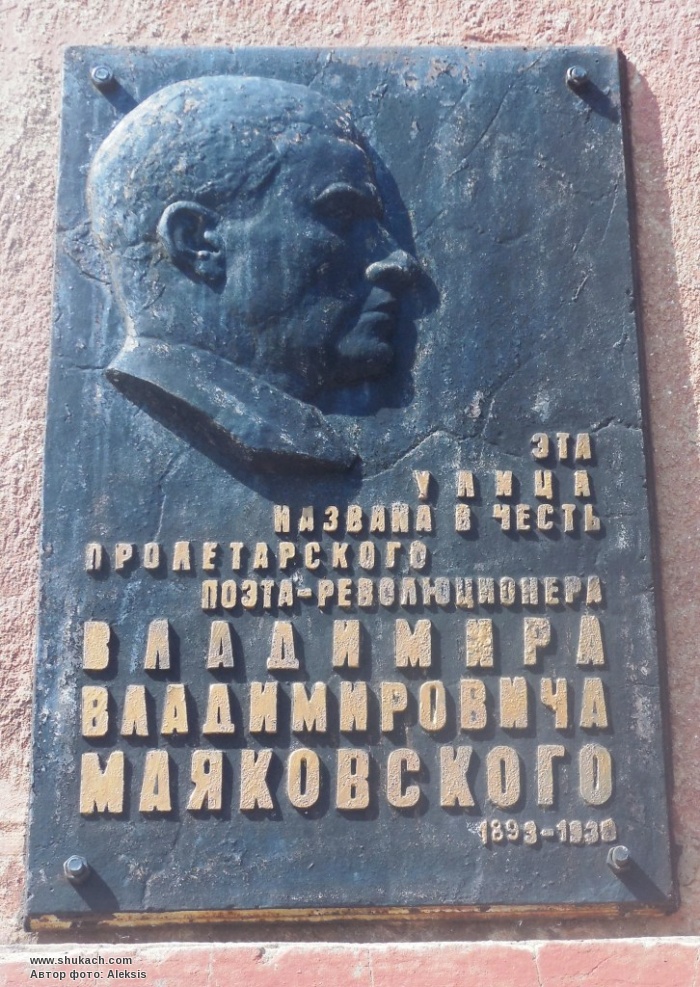 ЭТА
УЛИЦА
НАЗВАНА В ЧЕСТЬ
ПРОЛЕТАРСКОГО
ПОЭТА-РЕВОЛЮЦИОНЕРА
ВЛАДИМИРА
ВЛАДИМИРОВИЧА
МАЯКОВСКОГО
1893-1930
www.shukach.com
Автор фото: Aleksis